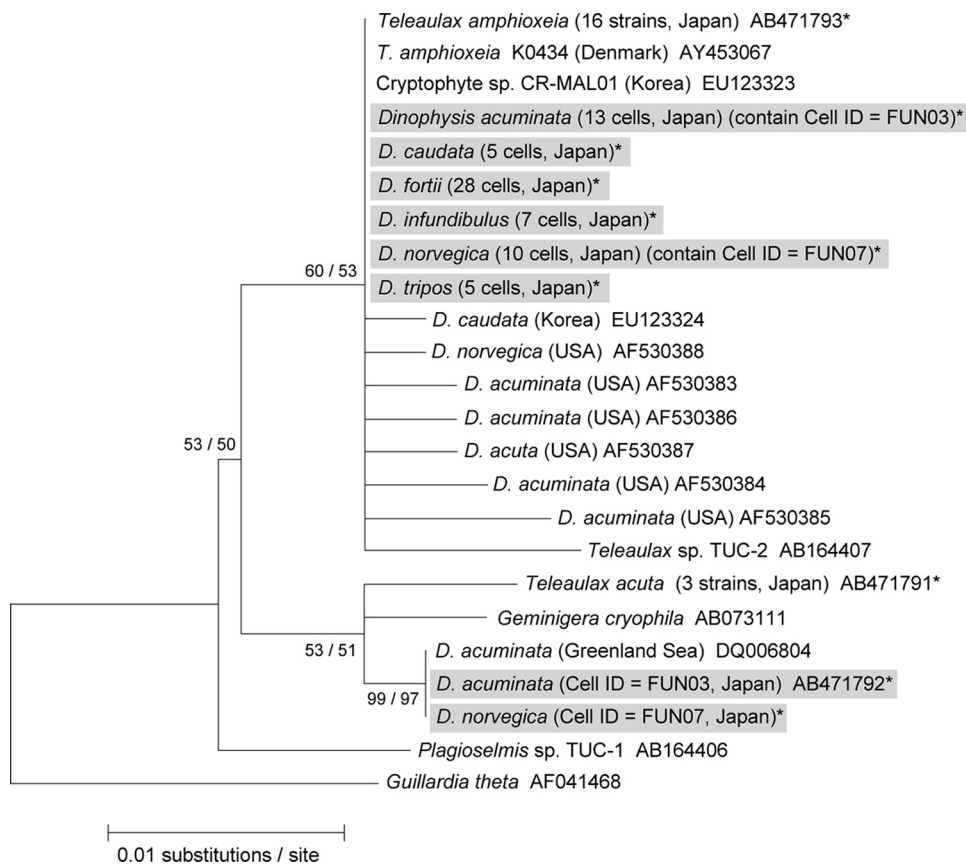 Teleaulax amphioxeia (16 strains, Japan) AB471793*
T. amphioxeia K0434 (Denmark) AY453067
Cryptophyte sp. CR-MAL01 (Korea) EU123323
Dinophysis acuminata (13 cells, Japan) (contain Cell ID = FUN03)*
D. caudata (5 cells, Japan)*
D. fortii (28 cells, Japan)*
D. infundibulus (7 cells, Japan)*
D. norvegica (10 cells, Japan) (contain Cell ID = FUN07)*
60 / 53
D. tripos (5 cells, Japan)*
D. caudata (Korea) EU123324
D. norvegica (USA) AF530388
D. acuminata (USA) AF530383
D. acuminata (USA) AF530386
53 / 50
D. acuta (USA) AF530387
D. acuminata (USA) AF530384
D. acuminata (USA) AF530385
Teleaulax sp. TUC-2 AB164407
Teleaulax acuta (3 strains, Japan) AB471791*
Geminigera cryophila AB073111
53 / 51
D. acuminata (Greenland Sea) DQ006804
D. acuminata (Cell ID = FUN03, Japan) AB471792*
99 / 97
D. norvegica (Cell ID = FUN07, Japan)*
Plagioselmis sp. TUC-1 AB164406
Guillardia theta AF041468
0.01 substitutions / site